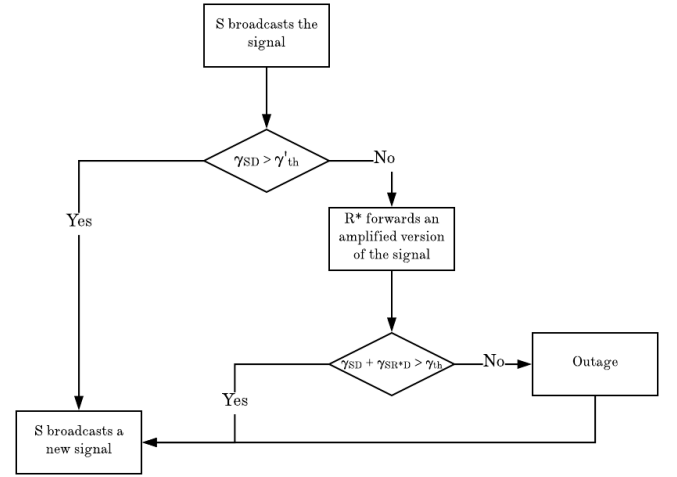 S broadcasts the
signal
γSD > γ'th
No
Yes
R* forwards an
amplified version
of the signal
γSD + γSR*D > γth
No
Outage
Yes
S broadcasts a
new signal